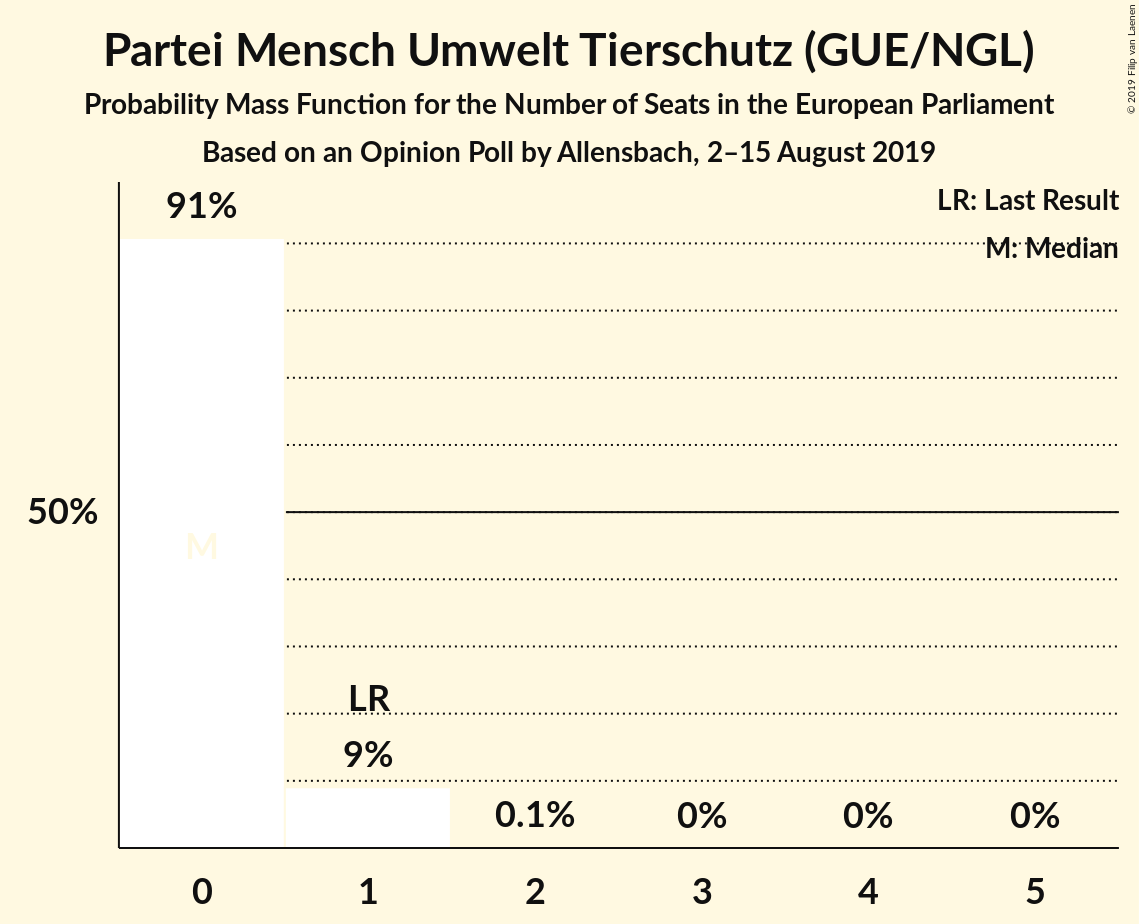 Partei Mensch Umwelt Tierschutz (GUE/NGL)
Probability Mass Function for the Number of Seats in the European Parliament
Based on an Opinion Poll by Allensbach, 2–15 August 2019
© 2019 Filip van Laenen
LR: Last Result
M: Median
91%
50%
M
LR
9%
0.1%
0%
0%
0%
0
1
2
3
4
5